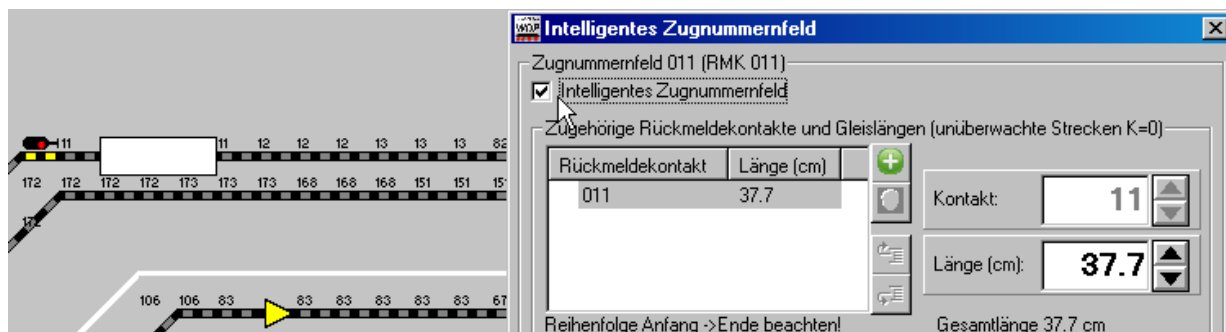 Intelligentes Zugnummernfeld
Zugnummernfeld 011 (RMK 011)
Intelligentes Zugnummernfeld
Zugehörige Rückmeldekontakte und Gleislängen (unüberwachte Strecken K=0)
Rückmeldekontakt Länge (cm)
011 37.7
Kontakt: 11
Länge (cm): 37.7
Reihenfolge Anfang ->Ende beachten! Gesamtlänge 37.7 cm
11 11 12 12 12 13 13 13 82
172 172 172 172 173 173 173 168 168 168 151 151 15
172
106 106 83 83 83 83 83 83 67